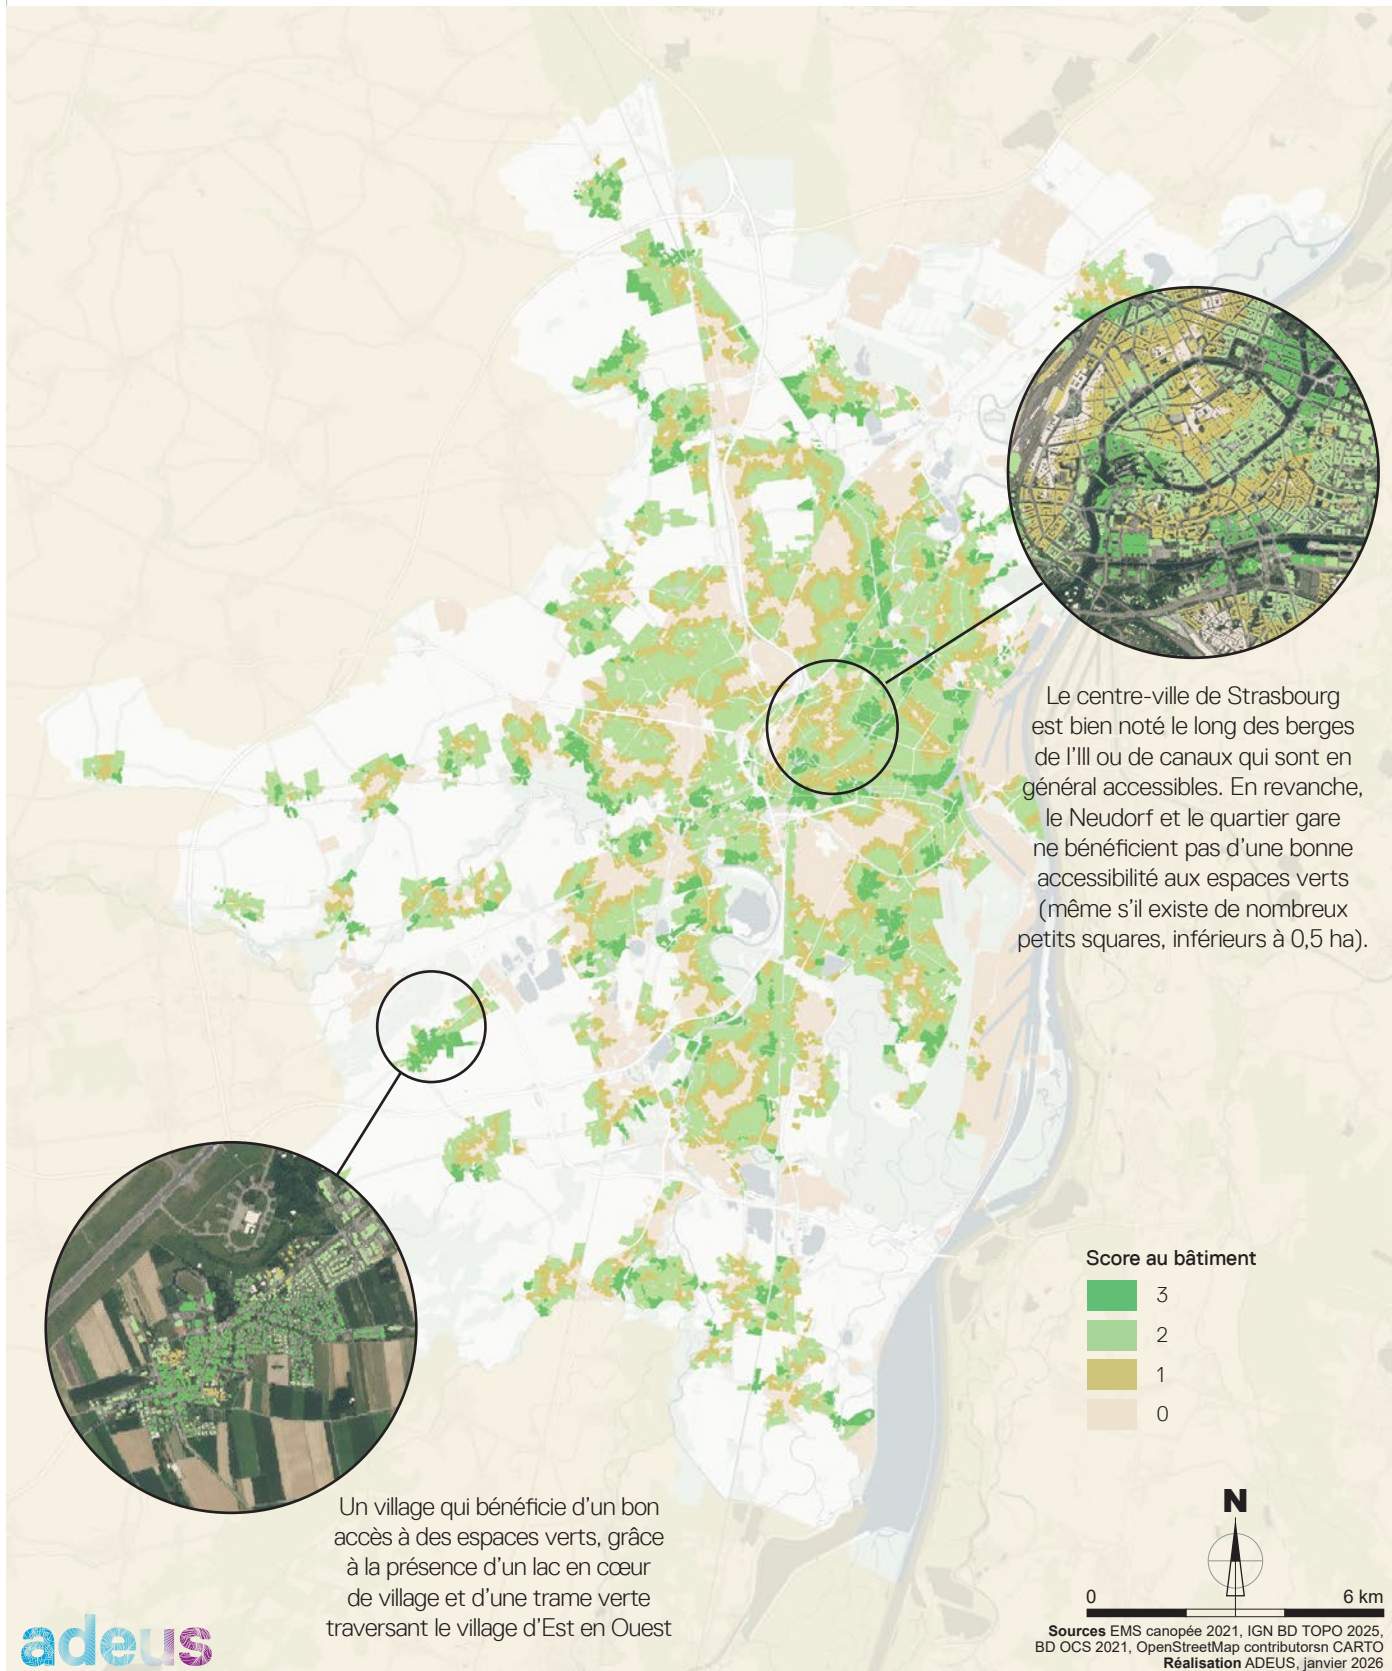 Le centre-ville de Strasbourg
est bien noté le long des berges
de l'Ill ou de canaux qui sont en
général accessibles. En revanche,
le Neudorf et le quartier gare
ne bénéficient pas d'une bonne
accessibilité aux espaces verts
(même s'il existe de nombreux
petits squares, inférieurs à 0,5 ha).
Score au bâtiment
3
2
1
0
Un village qui bénéficie d'un bon
accès à des espaces verts, grâce
à la présence d'un lac en cœur
de village et d'une trame verte
traversant le village d'Est en Ouest
N
0 6 km
Sources EMS canopée 2021, IGN BD TOPO 2025,
BD OCS 2021, OpenStreetMap contributorsn CARTO
Réalisation ADEUS, janvier 2026
adeus